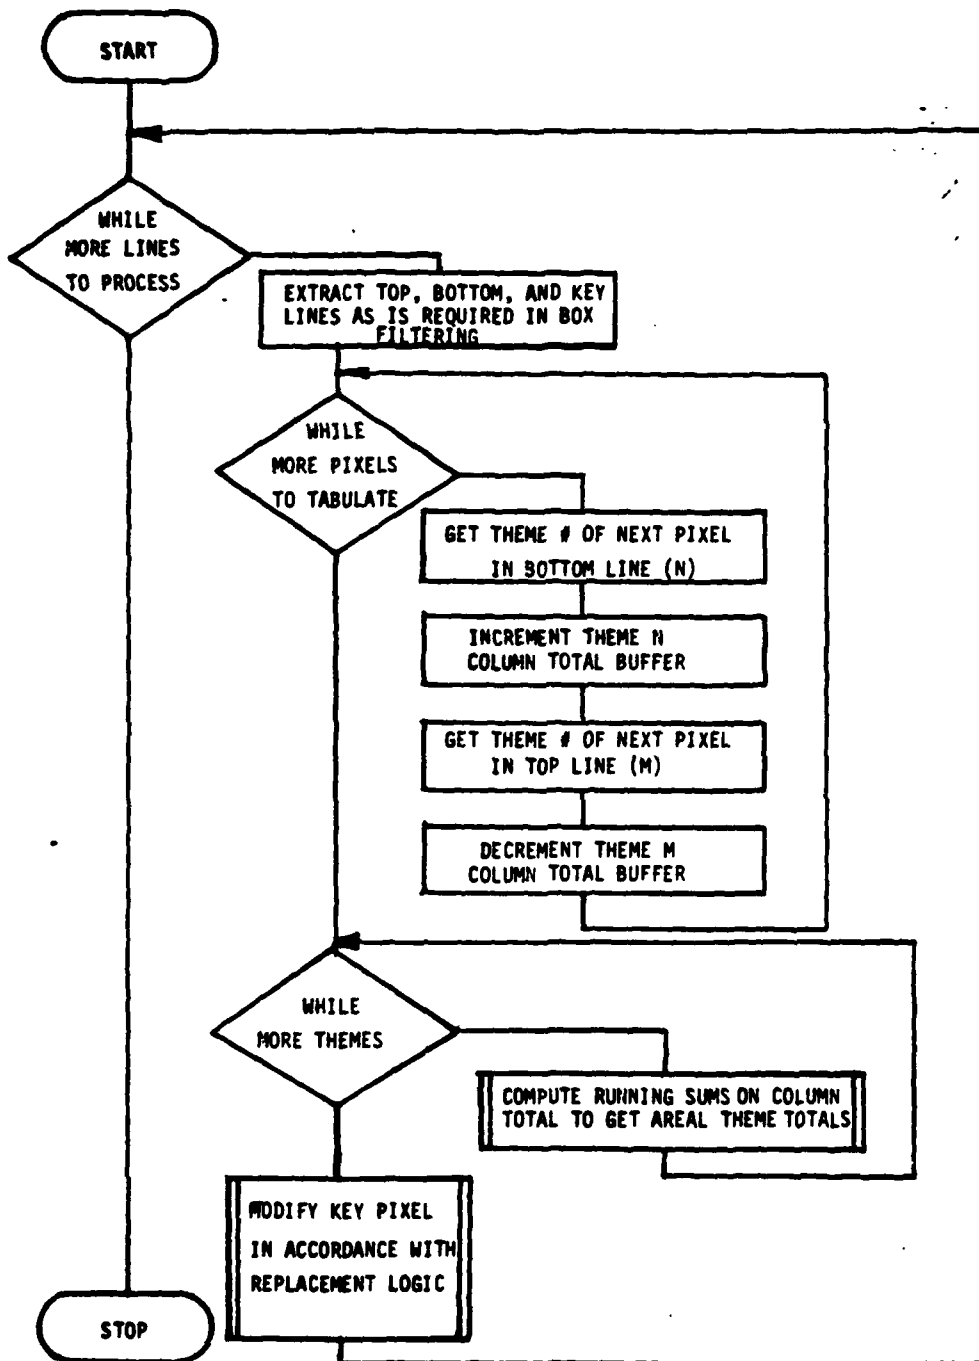 START
WHILE
MORE LINES
TO PROCESS
EXTRACT TOP, BOTTOM, AND KEY
LINES AS IS REQUIRED IN BOX
FILTERING
WHILE
MORE PIXELS
TO TABULATE
GET THEME # OF NEXT PIXEL
IN BOTTOM LINE (N)
INCREMENT THEME N
COLUMN TOTAL BUFFER
GET THEME # OF NEXT PIXEL
IN TOP LINE (M)
DECREMENT THEME M
COLUMN TOTAL BUFFER
WHILE
MORE THEMES
COMPUTE RUNNING SUMS ON COLUMN
TOTAL TO GET AREAL THEME TOTALS
MODIFY KEY PIXEL
IN ACCORDANCE WITH
REPLACEMENT LOGIC
STOP